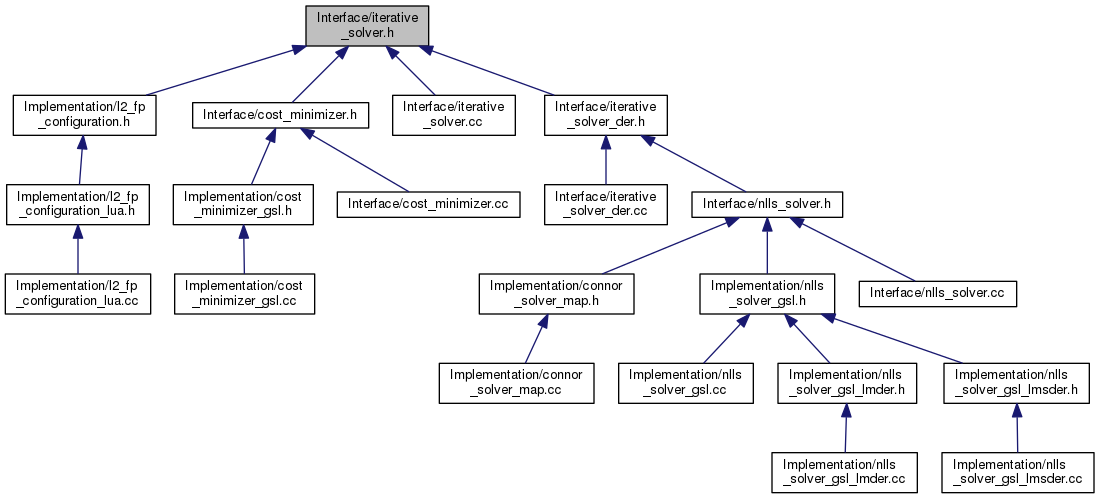 Interface/iterative
_solver.h
Implementation/l2_fp
_configuration.h
Interface/cost_minimizer.h
Interface/iterative
_solver.cc
Interface/iterative
_solver_der.h
Implementation/l2_fp
_configuration_lua.h
Implementation/cost
_minimizer_gsl.h
Interface/cost_minimizer.cc
Interface/iterative
_solver_der.cc
Interface/nlls_solver.h
Implementation/l2_fp
_configuration_lua.cc
Implementation/cost
_minimizer_gsl.cc
Implementation/connor
_solver_map.h
Implementation/nlls
_solver_gsl.h
Interface/nlls_solver.cc
Implementation/connor
_solver_map.cc
Implementation/nlls
_solver_gsl.cc
Implementation/nlls
_solver_gsl_lmder.h
Implementation/nlls
_solver_gsl_lmsder.h
Implementation/nlls
_solver_gsl_lmder.cc
Implementation/nlls
_solver_gsl_lmsder.cc